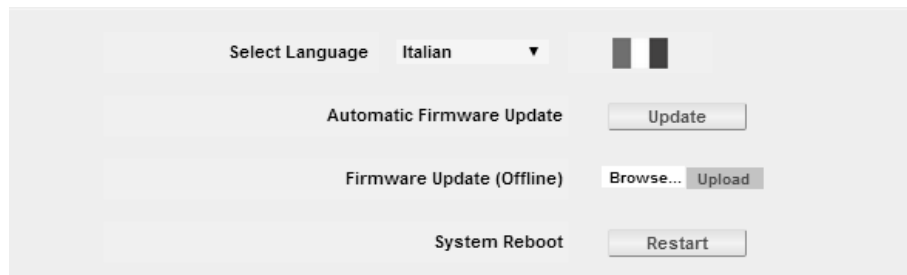 Select Language Italian ▼
Automatic Firmware Update Update
Firmware Update (Offline) Browse... Upload
System Reboot Restart